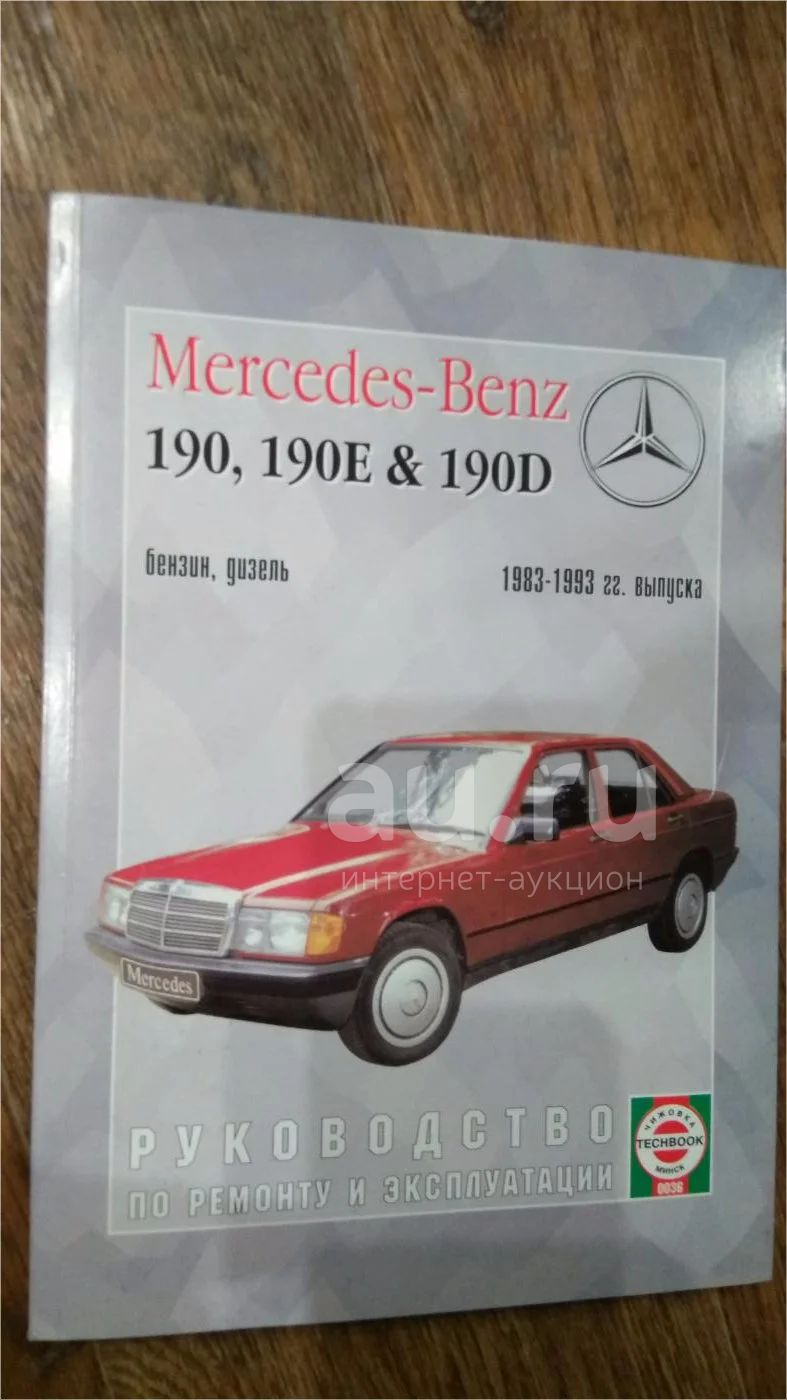 Mercedes-Benz
190, 190E & 190D
бензин, дизель
1983-1993 гг. выпуска
au.ru
интернет-аукцион
Mercedes
РУКОВОДСТВО
ПО РЕМОНТУ И ЭКСПЛУАТАЦИИ
ЧИЖОВКА
TECHBOOK
МИНСК
0036